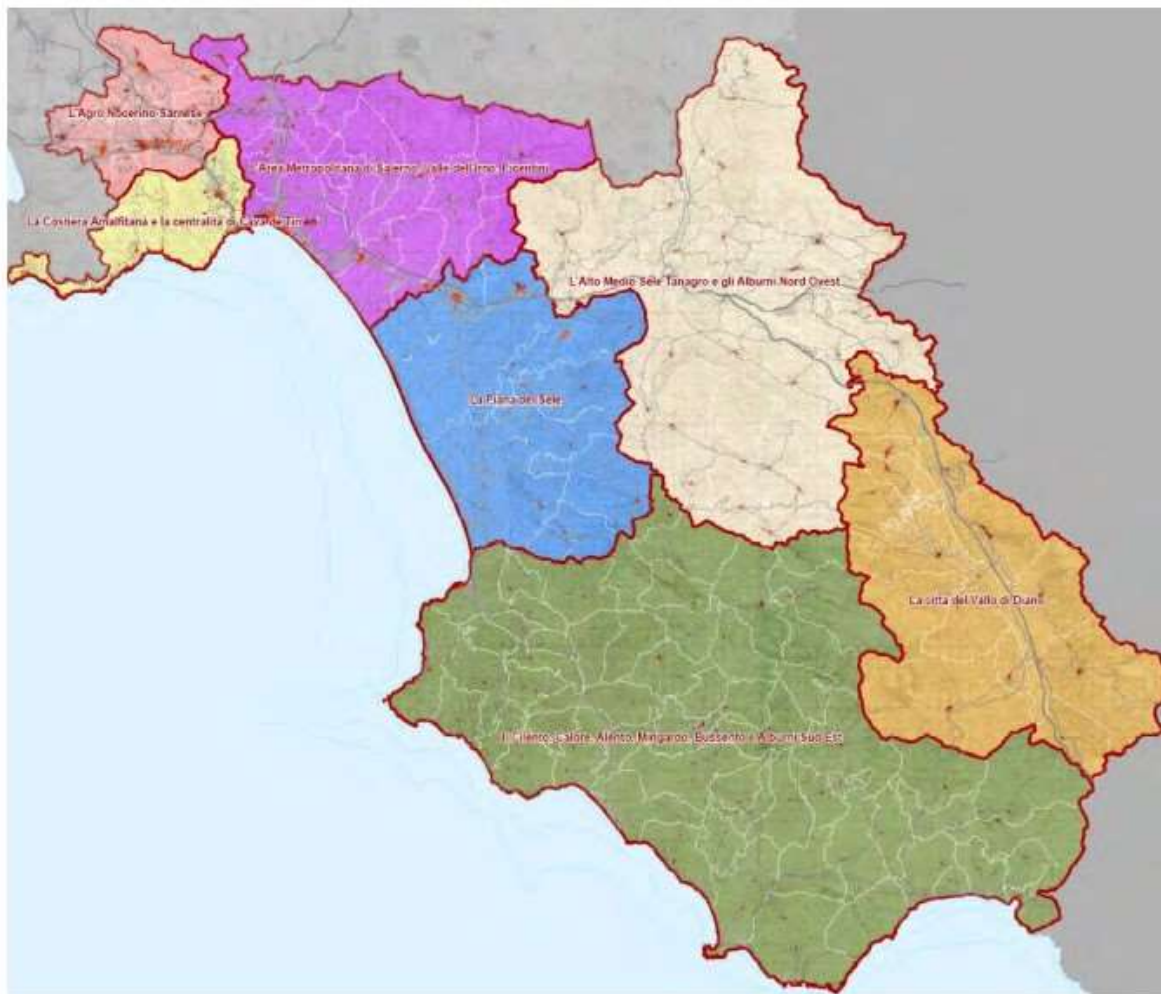 L'Agro Nocerino Sarnese
Area Metropolitana di Salerno, Valle dell'Irno, Picentini
La Costiera Amalfitana e la centralità di Cava de' Tirreni
L'Alto Medio Sele Tanagro e gli Alburni Nord Ovest
La Piana del Sele
La città del Vallo di Diano
Il Cilento, Calore, Alento, Mingardo, Bussento e Alburni Sud Est